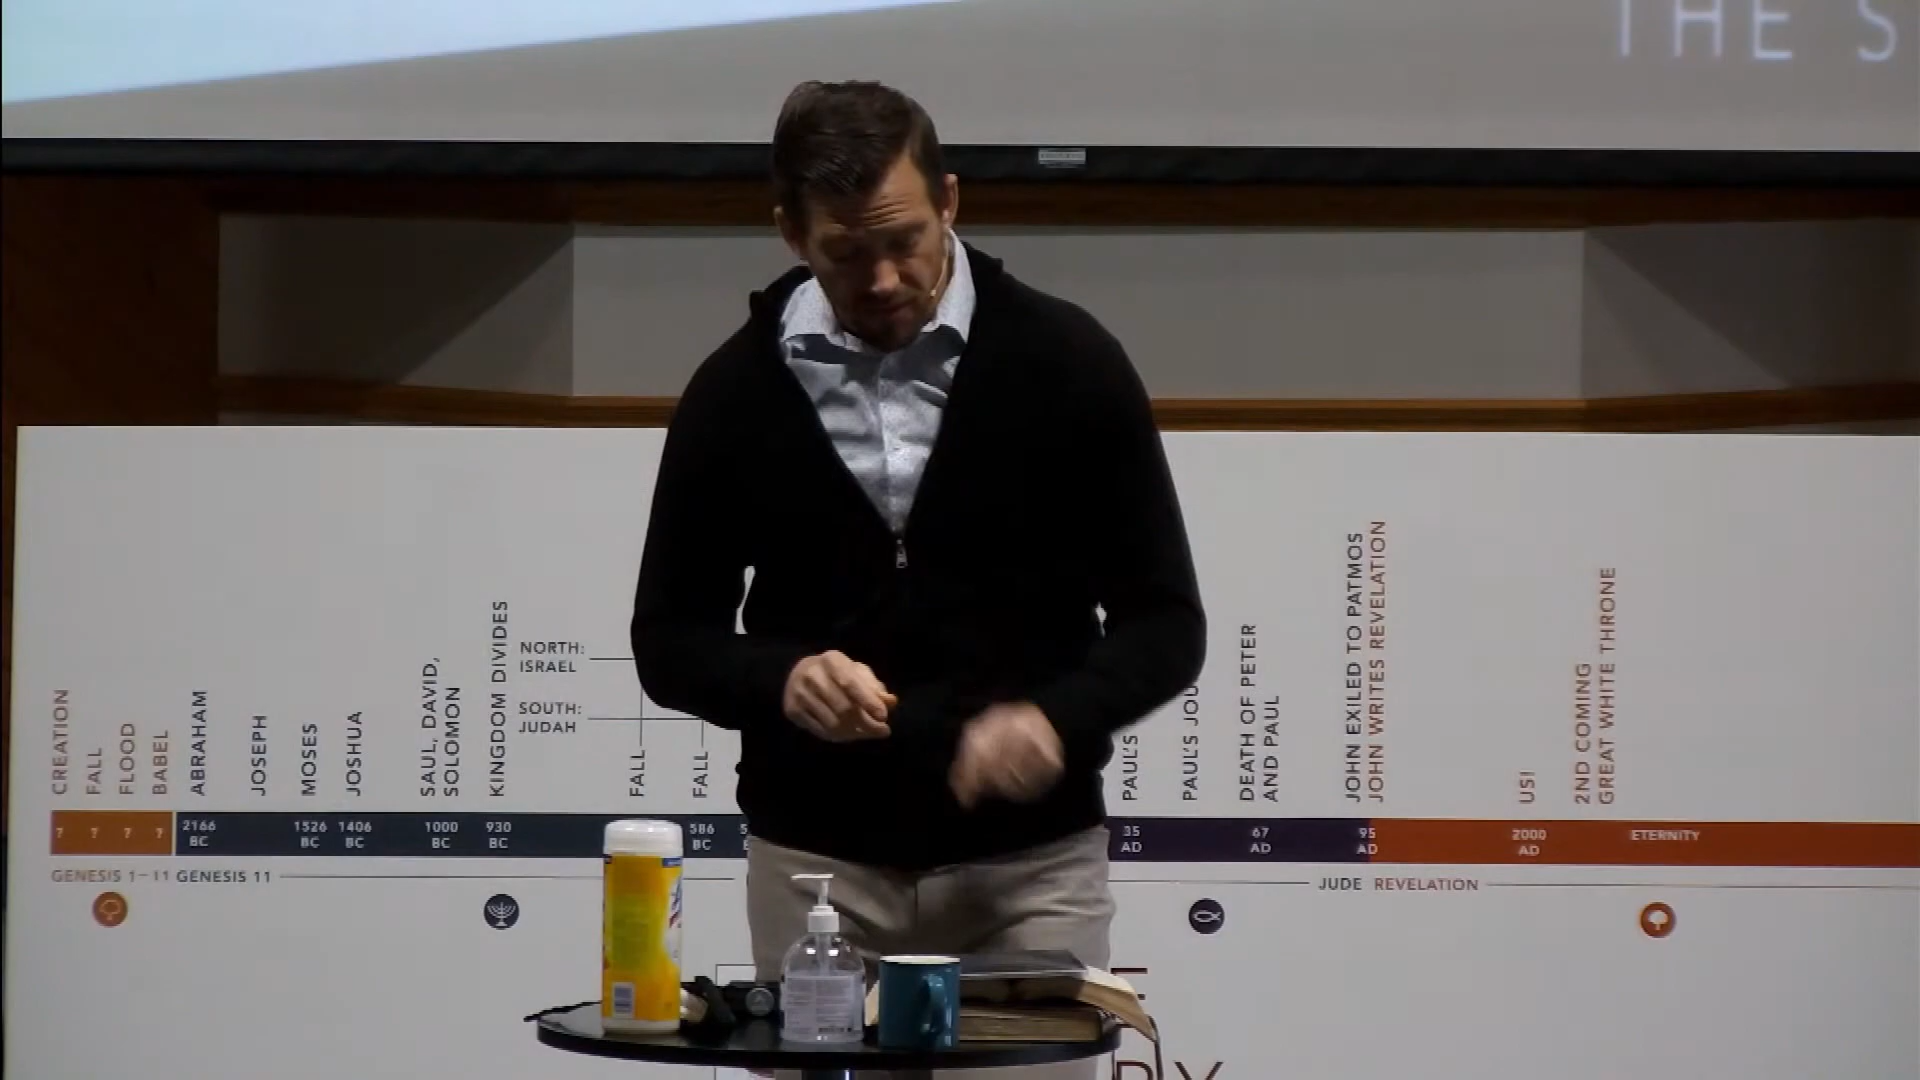 THE S
CREATION
FALL
FLOOD
BABEL
ABRAHAM
JOSEPH
MOSES
JOSHUA
SAUL, DAVID,
SOLOMON
KINGDOM DIVIDES
NORTH:
ISRAEL
SOUTH:
JUDAH
FALL
FALL
PAUL'S
PAUL'S JOU
DEATH OF PETER
AND PAUL
JOHN EXILED TO PATMOS
JOHN WRITES REVELATION
US!
2ND COMING
GREAT WHITE THRONE
? ? ? ?
2166
BC
1526
BC
1406
BC
1000
BC
930
BC
586
BC
35
AD
67
AD
95
AD
2000
AD
ETERNITY
GENESIS 1-11 GENESIS 11
JUDE REVELATION